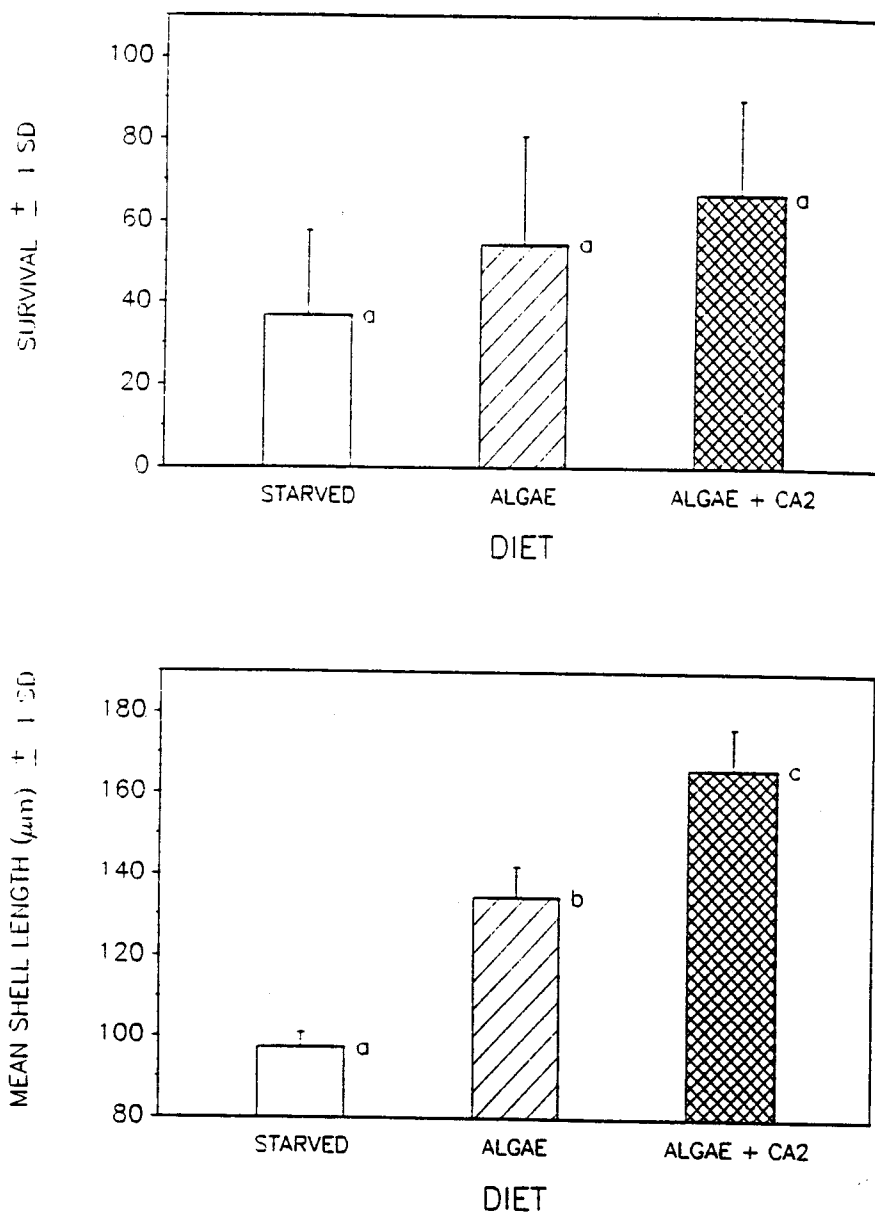 SURVIVAL ± 1 SD
100
80
60
40
20
0
a
a
a
STARVED ALGAE ALGAE + CA2
DIET
MEAN SHELL LENGTH (μm) ± 1 SD
180
160
140
120
100
80
a
b
c
STARVED ALGAE ALGAE + CA2
DIET